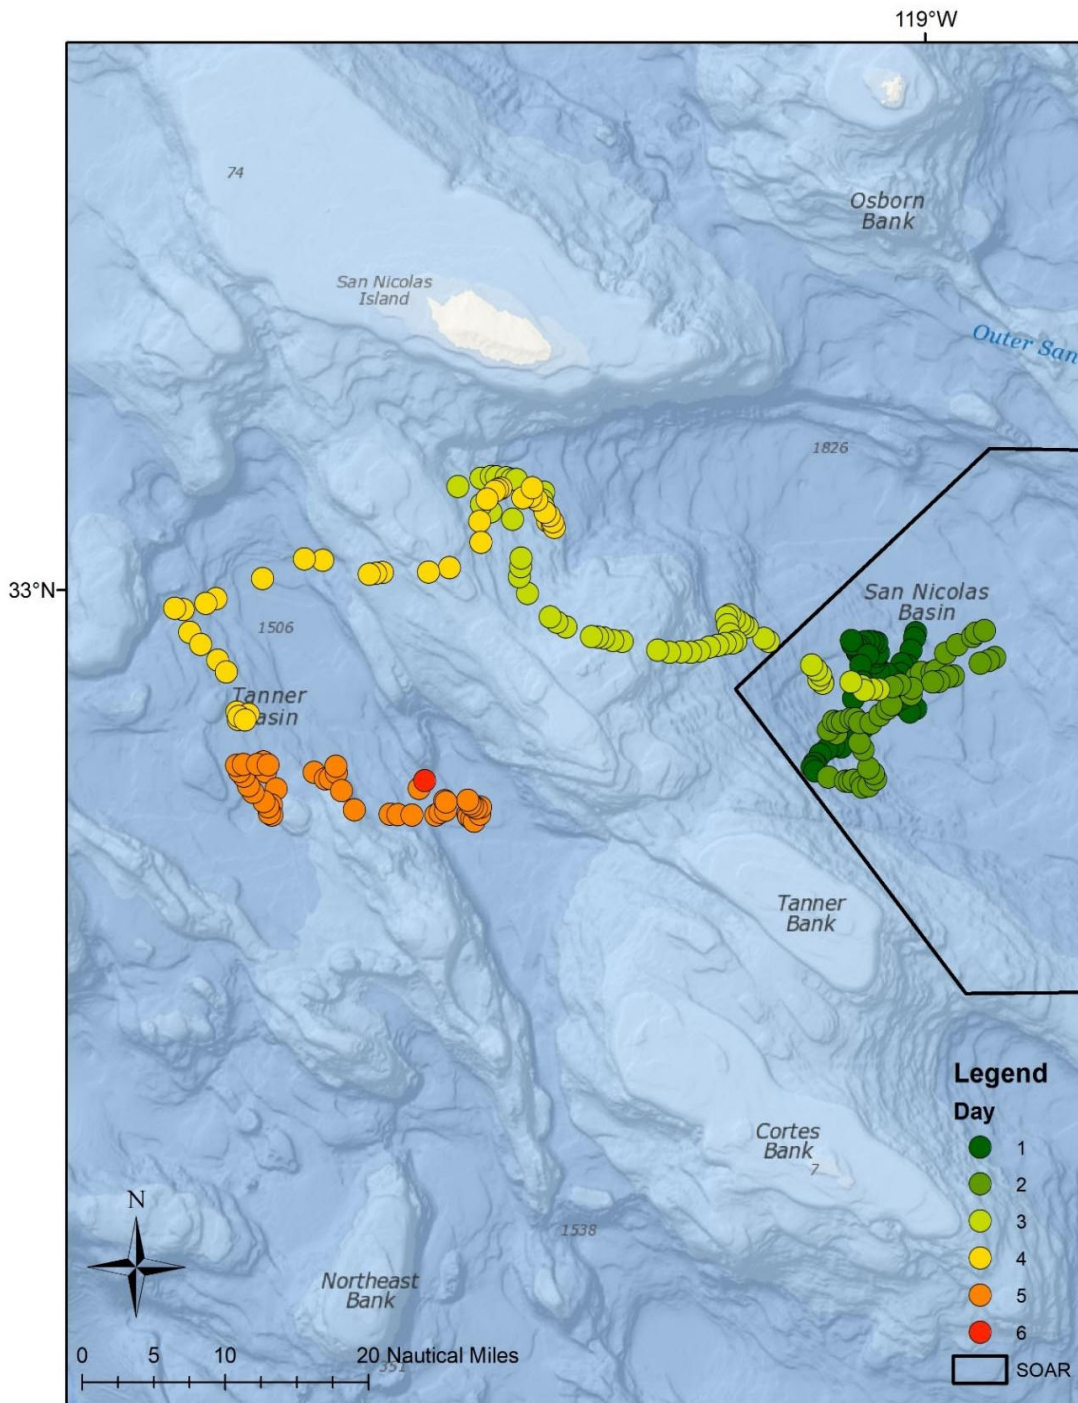 119°W
74
Osborn
Bank
San Nicolas
Island
Outer San
1826
33°N
San Nicolas
Basin
1506
Tanner
Basin
Tanner
Bank
Legend
Day
1
Cortes
Bank
7
2
3
N
1538
4
Northeast
Bank
5
6
0 5 10 20 Nautical Miles
351
SOAR